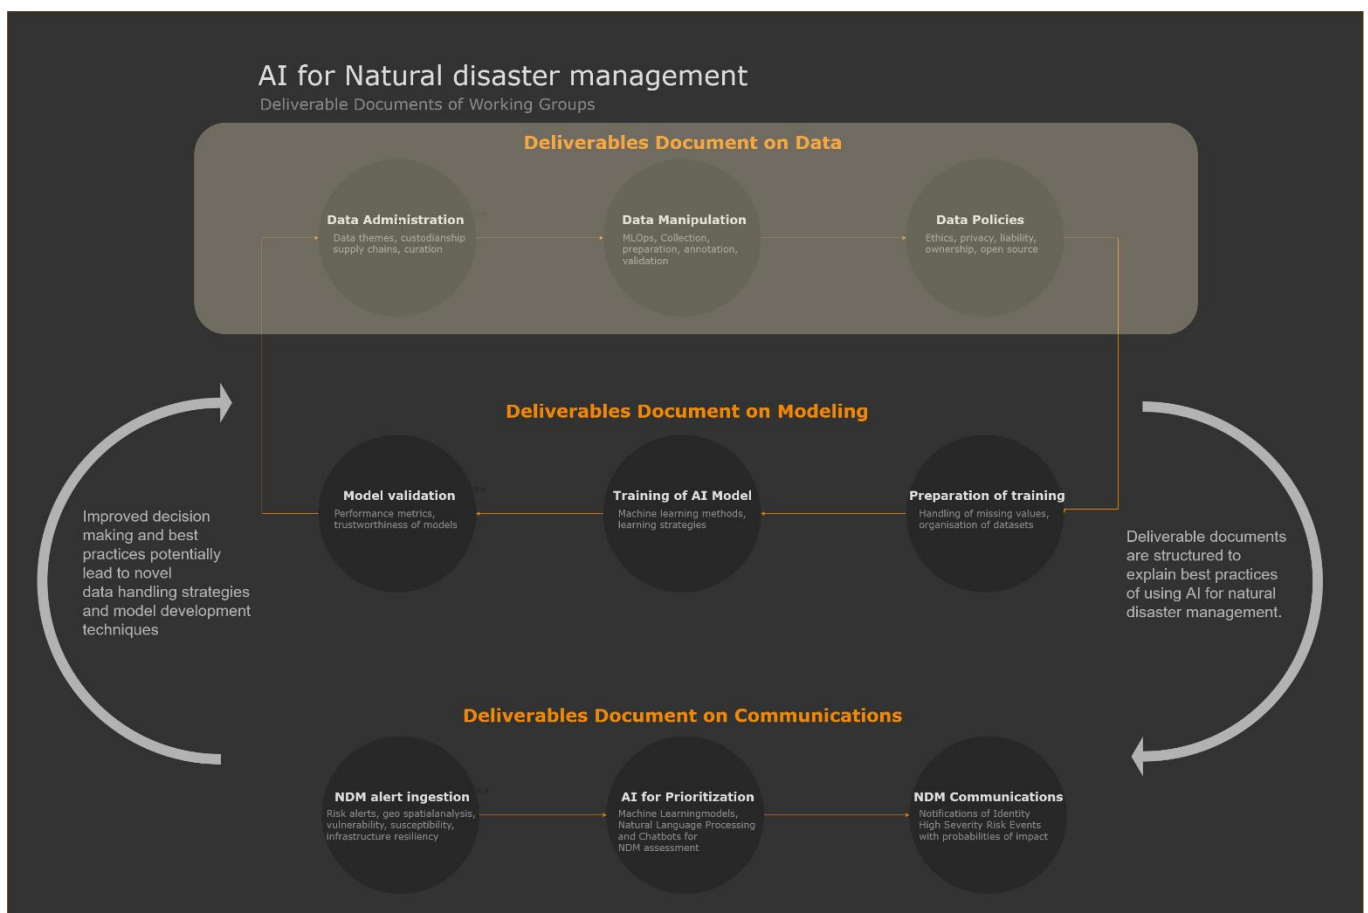 AI for Natural disaster management
Deliverable Documents of Working Groups
Deliverables Document on Data
Data Administration
Data themes, custodianship
supply chains, curation
Data Manipulation
MLOps, Collection,
preparation, annotation,
validation
Data Policies
Ethics, privacy, liability,
ownership, open source
Deliverables Document on Modeling
Model validation
Performance metrics,
trustworthiness of models
Training of AI Model
Machine learning methods,
learning strategies
Preparation of training
Handling of missing values,
organisation of datasets
Improved decision
making and best
practices potentially
lead to novel
data handling strategies
and model development
techniques
Deliverable documents
are structured to
explain best practices
of using AI for natural
disaster management.
Deliverables Document on Communications
NDM alert ingestion
Risk alerts, geo spatialanalysis,
vulnerability, susceptibility,
infrastructure resiliency
AI for Prioritization
Machine Learningmodels,
Natural Language Processing
and Chatbots for
NDM assessment
NDM Communications
Notifications of Identity
High Severity Risk Events
with probabilities of impact